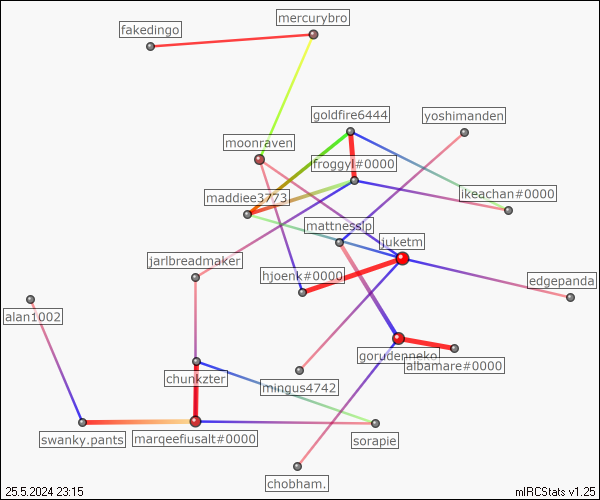 mercurybro
fakedingo
goldfire6444
yoshimanden
moonraven
froggyl#0000
maddiee3773
ikeachan#0000
mattnesslp
juketm
jarlbreadmaker
hjoenk#0000
edgepanda
alan1002
gorudenneko
albamare#0000
chunkzter
mingus4742
swanky.pants
marqeefiusalt#0000
sorapie
chobham.
25.5.2024 23:15
mIRCStats v1.25